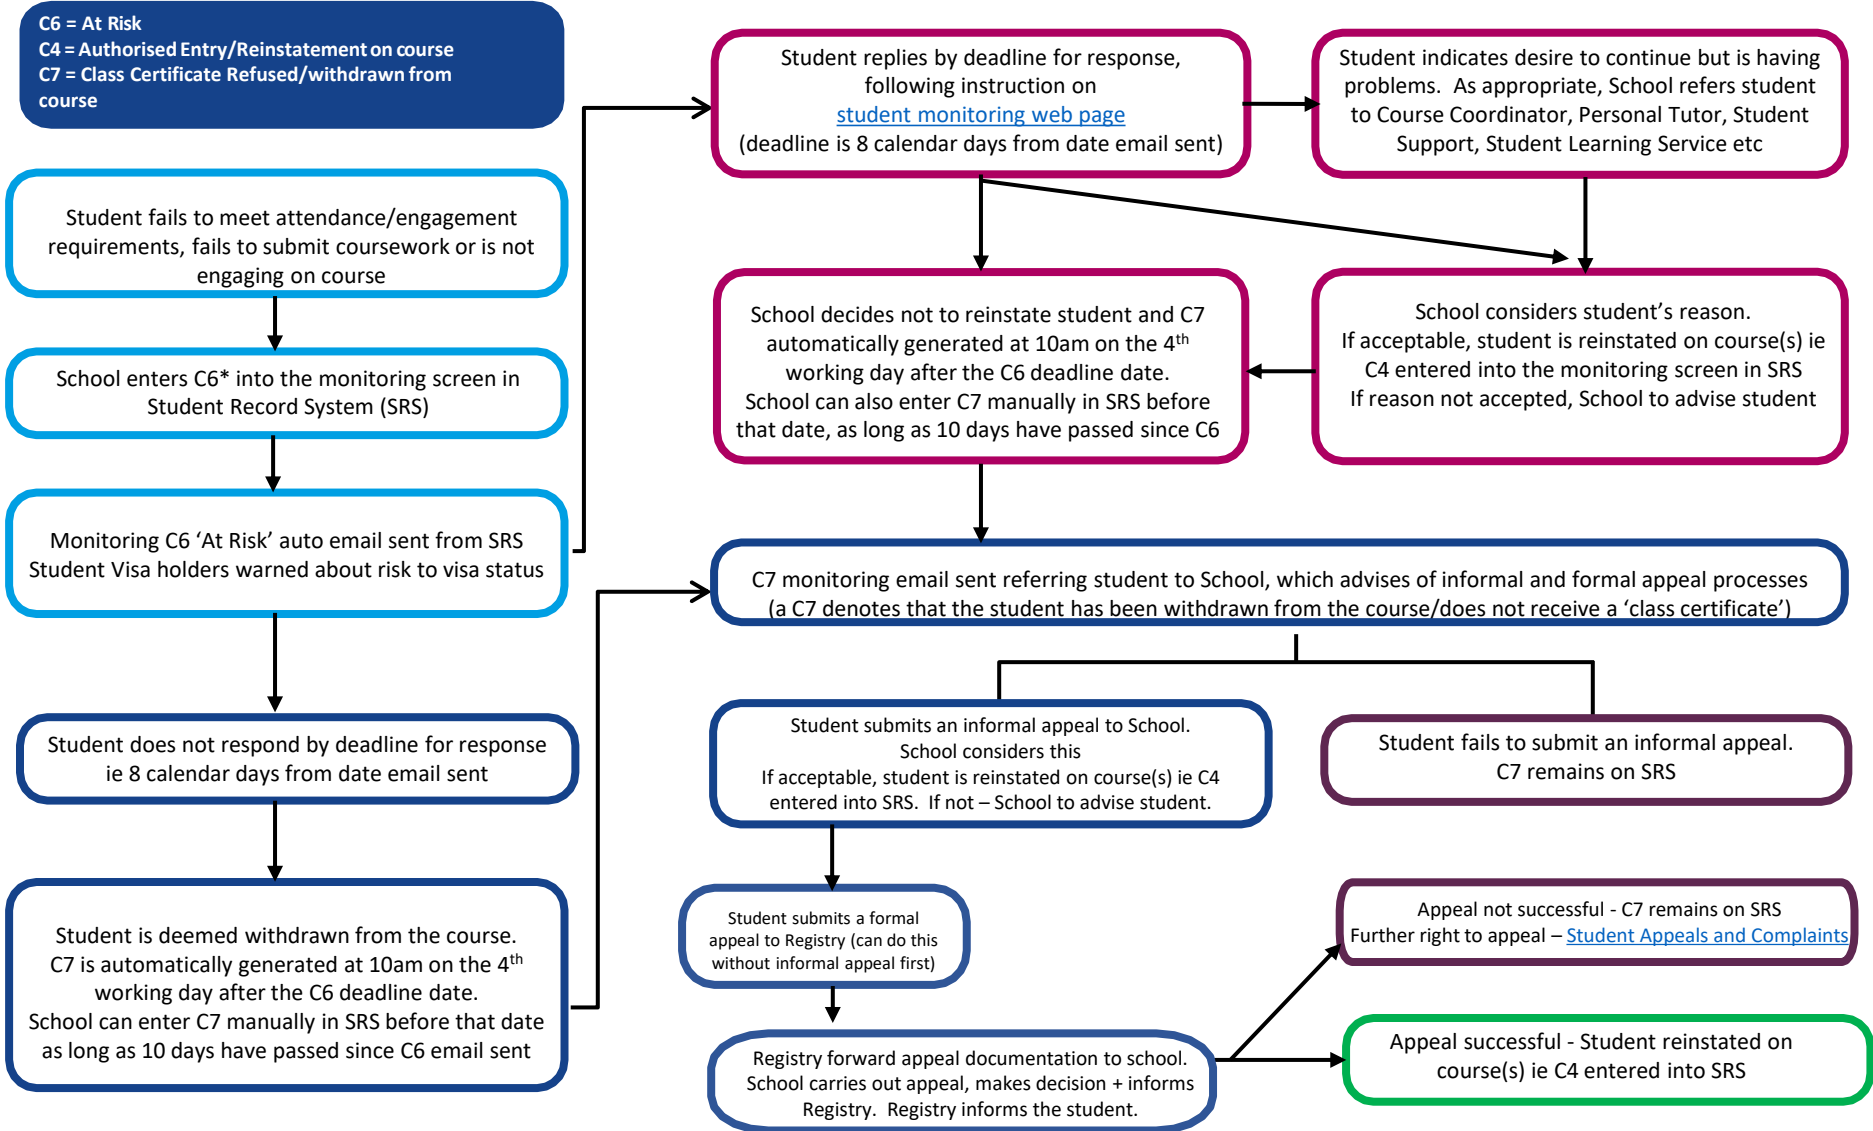 C6 = At Risk
C4 = Authorised Entry/Reinstatement on course
C7 = Class Certificate Refused/withdrawn from
course
Student fails to meet attendance/engagement
requirements, fails to submit coursework or is not
engaging on course
School enters C6* into the monitoring screen in
Student Record System (SRS)
Monitoring C6 ‘At Risk’ auto email sent from SRS
Student Visa holders warned about risk to visa status
Student does not respond by deadline for response
ie 8 calendar days from date email sent
Student is deemed withdrawn from the course.
C7 is automatically generated at 10am on the 4th
working day after the C6 deadline date.
School can enter C7 manually in SRS before that date
as long as 10 days have passed since C6 email sent
Student replies by deadline for response,
following instruction on
student monitoring web page
(deadline is 8 calendar days from date email sent)
Student indicates desire to continue but is having
problems.  As appropriate, School refers student
to Course Coordinator, Personal Tutor, Student
Support, Student Learning Service etc
School decides not to reinstate student and C7
automatically generated at 10am on the 4th
working day after the C6 deadline date.
School can also enter C7 manually in SRS before
that date, as long as 10 days have passed since C6
School considers student’s reason.
If acceptable, student is reinstated on course(s) ie
C4 entered into the monitoring screen in SRS
If reason not accepted, School to advise student
C7 monitoring email sent referring student to School, which advises of informal and formal appeal processes
(a C7 denotes that the student has been withdrawn from the course/does not receive a ‘class certificate’)
Student submits an informal appeal to School.
School considers this
If acceptable, student is reinstated on course(s) ie C4
entered into SRS.  If not – School to advise student.
Student fails to submit an informal appeal.
C7 remains on SRS
Student submits a formal
appeal to Registry (can do this
without informal appeal first)
Registry forward appeal documentation to school.
School carries out appeal, makes decision + informs
Registry.  Registry informs the student.
Appeal not successful - C7 remains on SRS
Further right to appeal – Student Appeals and Complaints
Appeal successful - Student reinstated on
course(s) ie C4 entered into SRS